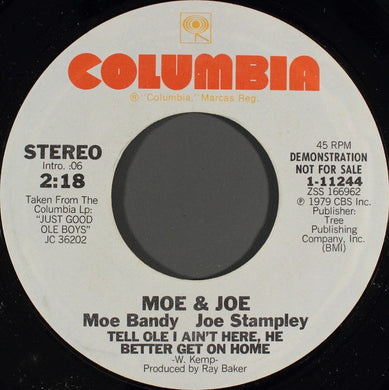 COLUMBIA
® "Columbia," Marcas Reg.
STEREO
Intro. :06
2:18
Taken From The
Columbia Lp:
"JUST GOOD
OLE BOYS"
JC 36202
45 RPM
DEMONSTRATION
NOT FOR SALE
1-11244
ZSS 166962
℗ 1979 CBS Inc.
Publisher:
Tree
Publishing
Company, Inc.
(BMI)
MOE & JOE
Moe Bandy Joe Stampley
TELL OLE I AIN'T HERE, HE
BETTER GET ON HOME
-W. Kemp-
Produced by Ray Baker